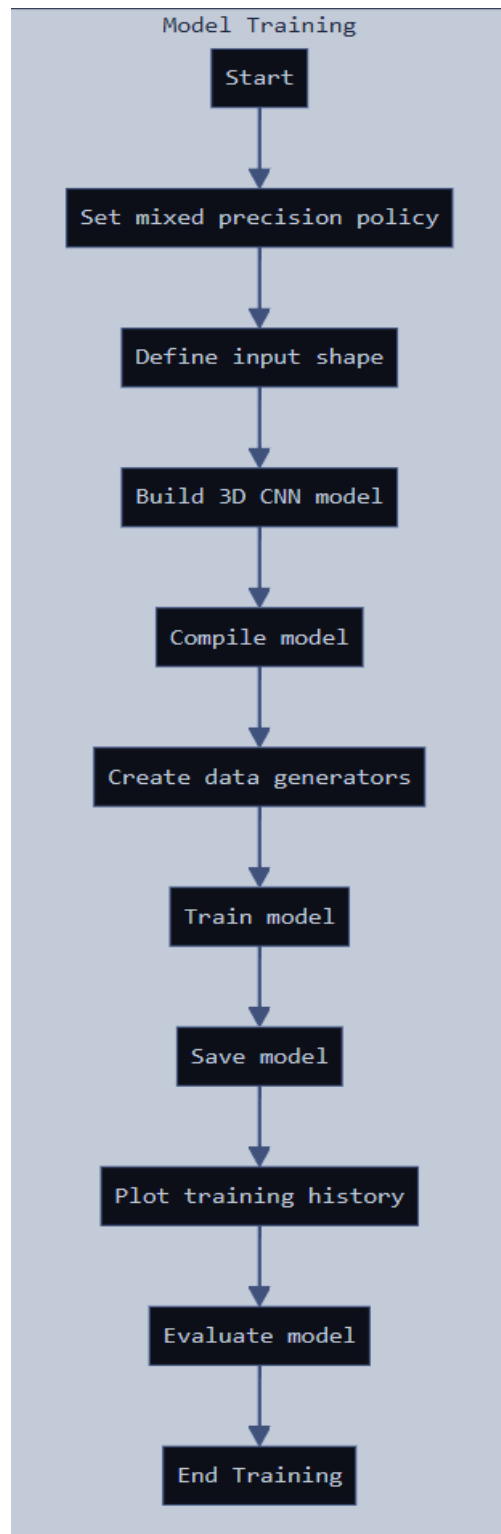 Model Training
Start
Set mixed precision policy
Define input shape
Build 3D CNN model
Compile model
Create data generators
Train model
Save model
Plot training history
Evaluate model
End Training